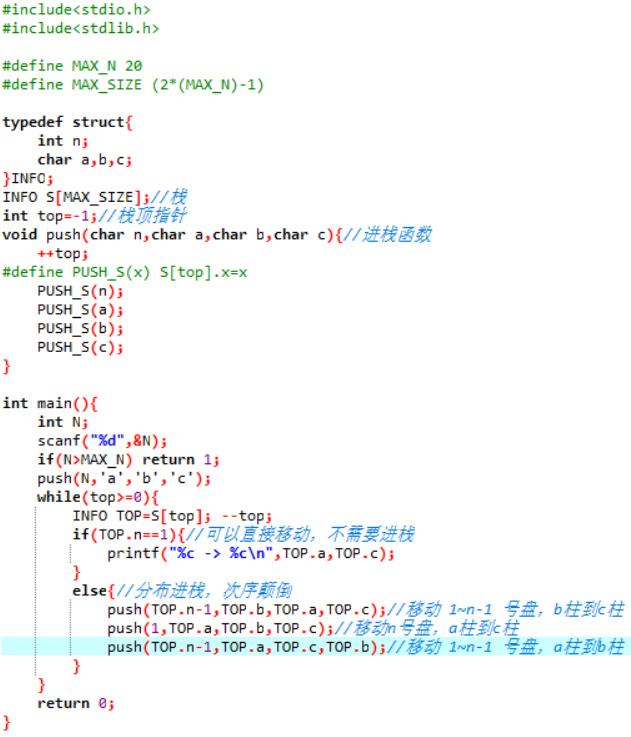 #include<stdio.h>
#include<stdlib.h>

#define MAX_N 20
#define MAX_SIZE (2*(MAX_N)-1)

typedef struct{
    int n;
    char a,b,c;
}INFO;
INFO S[MAX_SIZE];//栈
int top=-1;//栈顶指针
void push(char n,char a,char b,char c){//进栈函数
    ++top;
#define PUSH_S(x) S[top].x=x
    PUSH_S(n);
    PUSH_S(a);
    PUSH_S(b);
    PUSH_S(c);
}

int main(){
    int N;
    scanf("%d",&N);
    if(N>MAX_N) return 1;
    push(N,'a','b','c');
    while(top>=0){
        INFO TOP=S[top]; --top;
        if(TOP.n==1){//可以直接移动，不需要进栈
            printf("%c -> %c\n",TOP.a,TOP.c);
        }
        else{//分布进栈，次序颠倒
            push(TOP.n-1,TOP.b,TOP.a,TOP.c);//移动 1~n-1 号盘，b柱到c柱
            push(1,TOP.a,TOP.b,TOP.c);//移动n号盘，a柱到c柱
            push(TOP.n-1,TOP.a,TOP.c,TOP.b);//移动 1~n-1 号盘，a柱到b柱
        }
    }
    return 0;
}